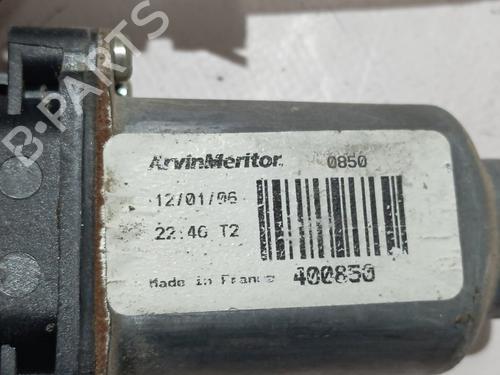 ArvinMeritor. 0850
12/01/06
22:46 T2
Made in France 400850
B-PARTS